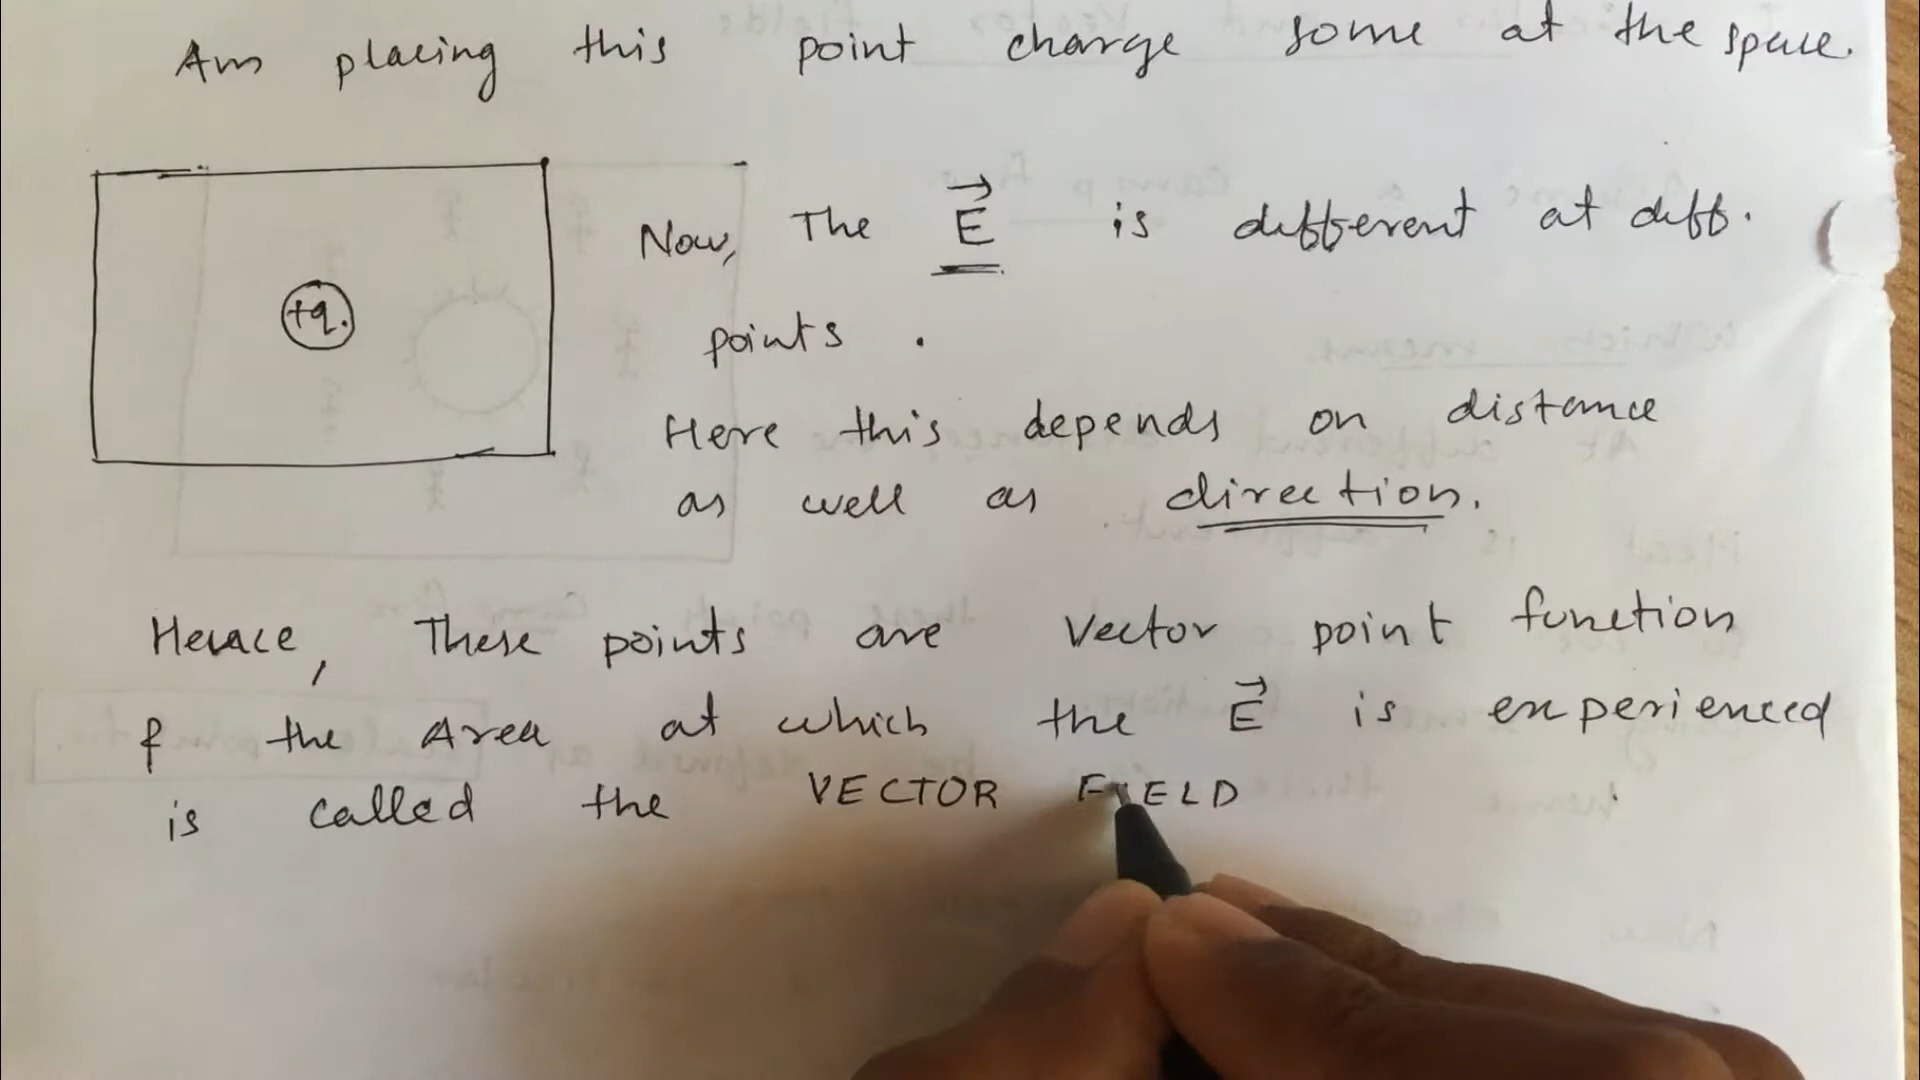 Am placing this point charge some at the space.
+q.
Now, The E is different at diff.
points .
Here this depends on distance
as well as direction.
Hence, These points are Vector point function
f the Area at which the E is experienced
is called the VECTOR FIELD